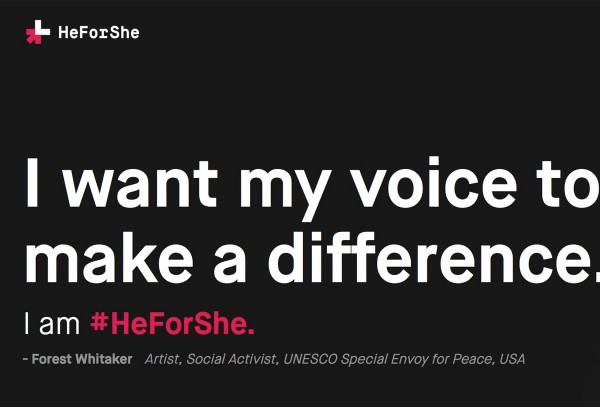 HeForShe
I want my voice to
make a difference.
I am #HeForShe.
- Forest Whitaker Artist, Social Activist, UNESCO Special Envoy for Peace, USA